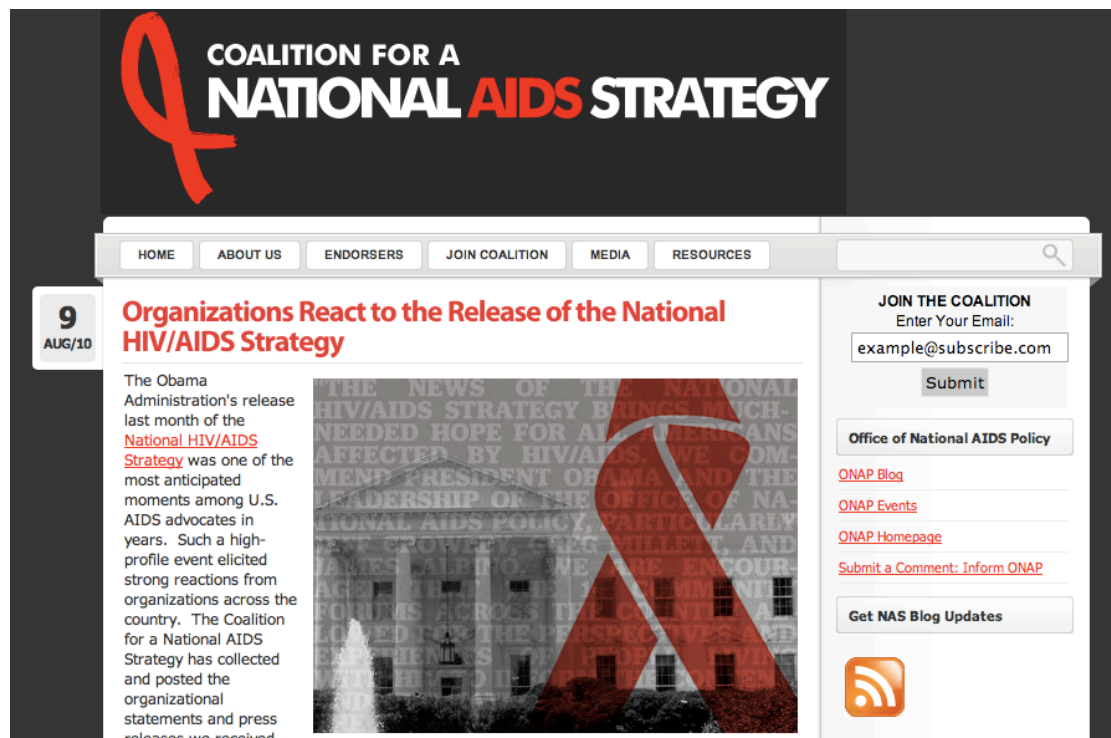 COALITION FOR A
NATIONAL AIDS STRATEGY
HOME
ABOUT US
ENDORSERS
JOIN COALITION
MEDIA
RESOURCES
9
AUG/10
Organizations React to the Release of the National
HIV/AIDS Strategy
The Obama
Administration's release
last month of the
National HIV/AIDS
Strategy was one of the
most anticipated
moments among U.S.
AIDS advocates in
years.  Such a high-
profile event elicited
strong reactions from
organizations across the
country.  The Coalition
for a National AIDS
Strategy has collected
and posted the
organizational
statements and press
releases we received
"THE NEWS OF THE NATIONAL
HIV/AIDS STRATEGY BRINGS MUCH-
NEEDED HOPE FOR ALL AMERICANS
AFFECTED BY HIV/AIDS. WE COM-
MEND PRESIDENT OBAMA AND THE
LEADERSHIP OF THE OFFICE OF NA-
TIONAL AIDS POLICY, PARTICULARLY
JOIN THE COALITION
Enter Your Email:
example@subscribe.com
Submit
Office of National AIDS Policy
ONAP Blog
ONAP Events
ONAP Homepage
Submit a Comment: Inform ONAP
Get NAS Blog Updates